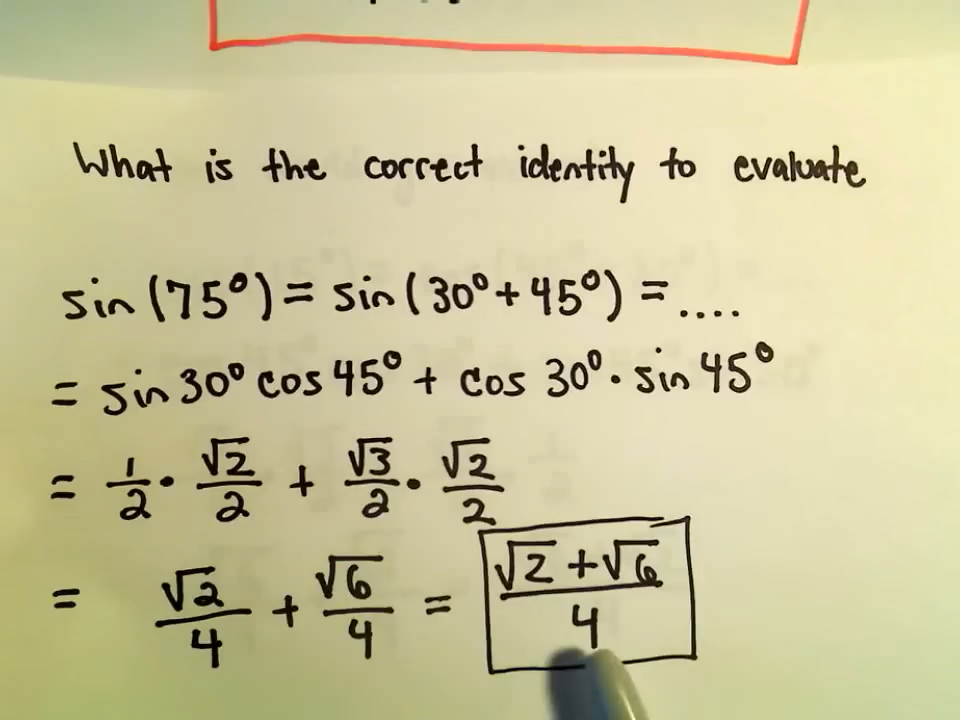 What is the correct identity to evaluate
sin (75°) = sin (30° + 45°) = ....
= sin 30° cos 45° + cos 30° · sin 45°
= 1/2 · √2/2 + √3/2 · √2/2
= √2/4 + √6/4 = (√2 + √6)/4